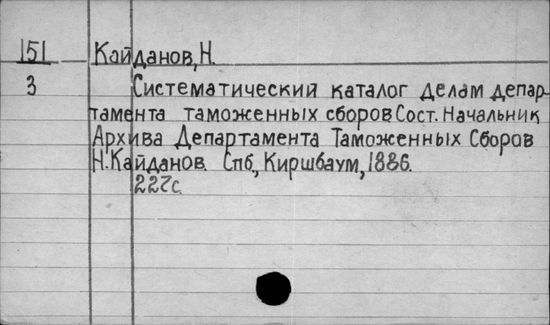 151 Кайданов, Н.
3 Систематический каталог делам депар-
тамента таможенных сборов Сост. Начальник
Архива Департамента Таможенных Сборов
Н. Кайданов. Спб., Киршбаум, 1886.
227с.